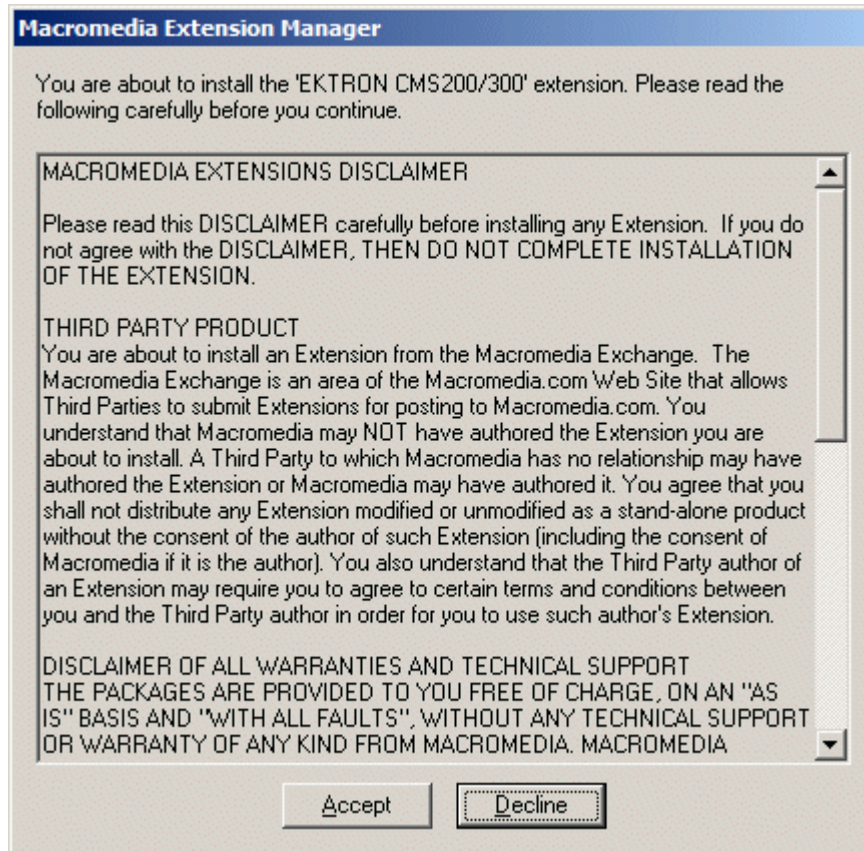 Macromedia Extension Manager
You are about to install the 'EKTRON CMS200/300' extension. Please read the
following carefully before you continue.
MACROMEDIA EXTENSIONS DISCLAIMER
Please read this DISCLAIMER carefully before installing any Extension.  If you do
not agree with the DISCLAIMER, THEN DO NOT COMPLETE INSTALLATION
OF THE EXTENSION.
THIRD PARTY PRODUCT
You are about to install an Extension from the Macromedia Exchange.  The
Macromedia Exchange is an area of the Macromedia.com Web Site that allows
Third Parties to submit Extensions for posting to Macromedia.com. You
understand that Macromedia may NOT have authored the Extension you are
about to install. A Third Party to which Macromedia has no relationship may have
authored the Extension or Macromedia may have authored it. You agree that you
shall not distribute any Extension modified or unmodified as a stand-alone product
without the consent of the author of such Extension (including the consent of
Macromedia if it is the author). You also understand that the Third Party author of
an Extension may require you to agree to certain terms and conditions between
you and the Third Party author in order for you to use such author's Extension.
DISCLAIMER OF ALL WARRANTIES AND TECHNICAL SUPPORT
THE PACKAGES ARE PROVIDED TO YOU FREE OF CHARGE, ON AN "AS
IS" BASIS AND "WITH ALL FAULTS", WITHOUT ANY TECHNICAL SUPPORT
OR WARRANTY OF ANY KIND FROM MACROMEDIA. MACROMEDIA
Accept
Decline